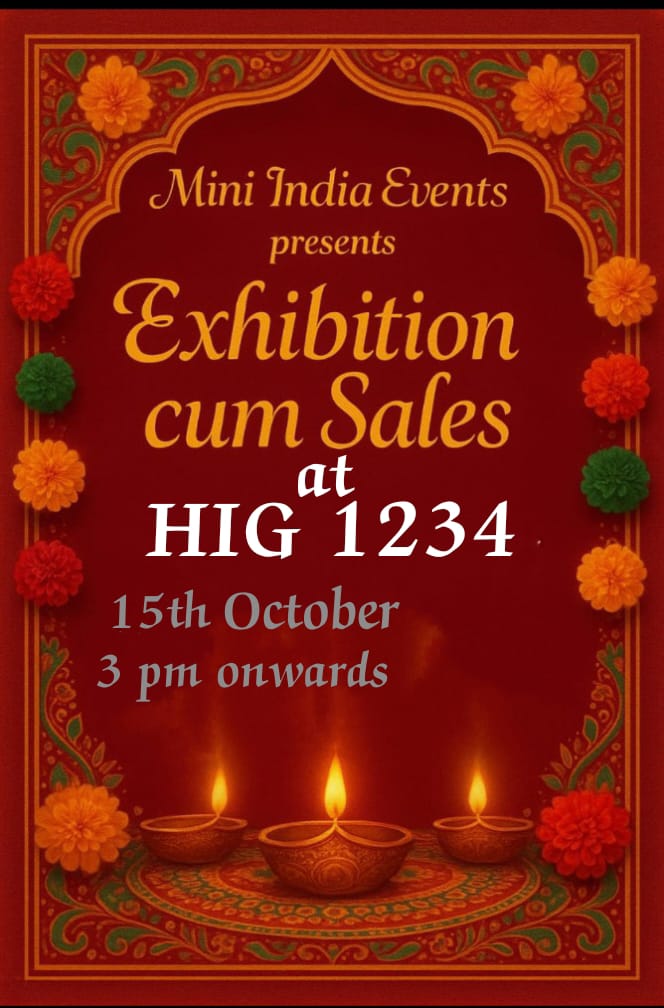 Mini India Events
presents
Exhibition
cum Sales
at
HIG 1234
15th October
3 pm onwards